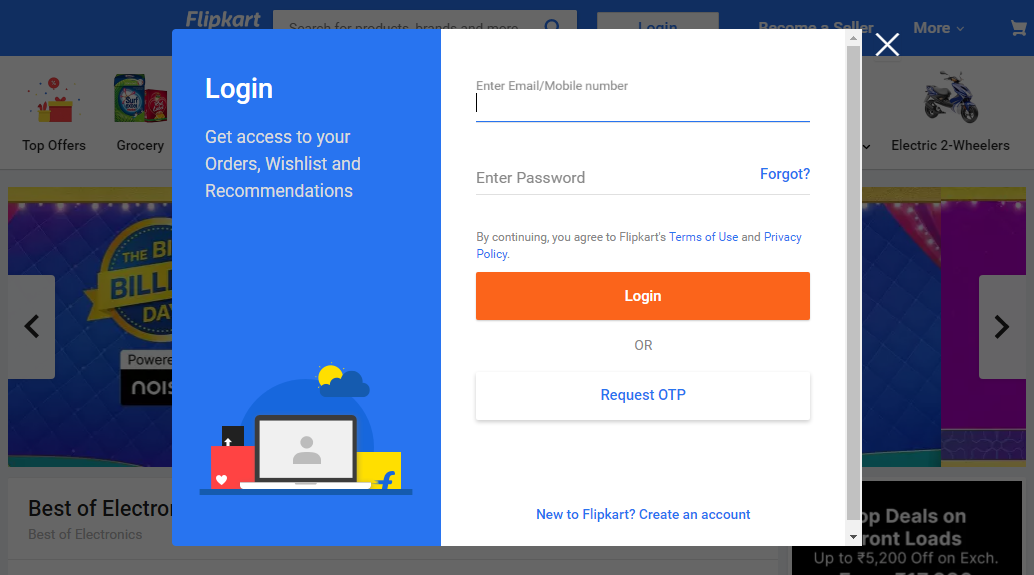 Flipkart
Search for products, brands and more
Login
Become a Seller
More
Login
Get access to your
Orders, Wishlist and
Recommendations
Enter Email/Mobile number
Enter Password
Forgot?
By continuing, you agree to Flipkart's Terms of Use and Privacy
Policy.
Login
OR
Request OTP
New to Flipkart? Create an account
Top Offers
Grocery
Electric 2-Wheelers
THE BI
BILL
DA
Powere
nois
Best of Electro
Best of Electronics
op Deals on
ront Loads
Up to ₹5,200 Off on Exch.